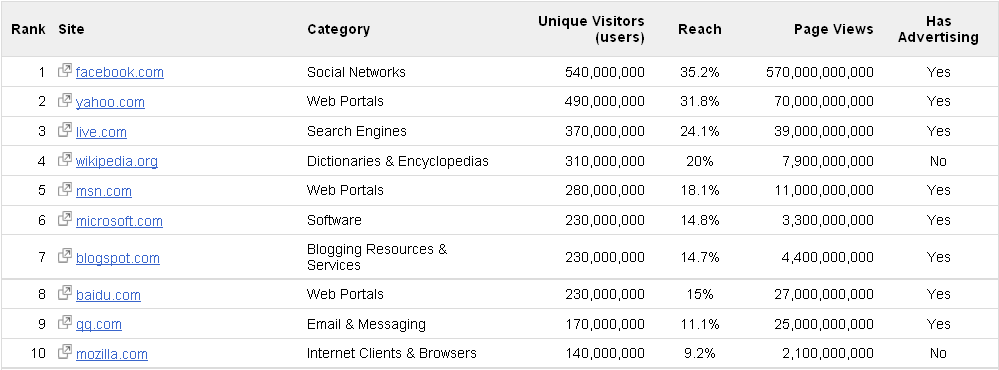 Rank Site Category Unique Visitors (users) Reach Page Views Has Advertising
1 facebook.com Social Networks 540,000,000 35.2% 570,000,000,000 Yes
2 yahoo.com Web Portals 490,000,000 31.8% 70,000,000,000 Yes
3 live.com Search Engines 370,000,000 24.1% 39,000,000,000 Yes
4 wikipedia.org Dictionaries & Encyclopedias 310,000,000 20% 7,900,000,000 No
5 msn.com Web Portals 280,000,000 18.1% 11,000,000,000 Yes
6 microsoft.com Software 230,000,000 14.8% 3,300,000,000 Yes
7 blogspot.com Blogging Resources & Services 230,000,000 14.7% 4,400,000,000 Yes
8 baidu.com Web Portals 230,000,000 15% 27,000,000,000 Yes
9 qq.com Email & Messaging 170,000,000 11.1% 25,000,000,000 Yes
10 mozilla.com Internet Clients & Browsers 140,000,000 9.2% 2,100,000,000 No